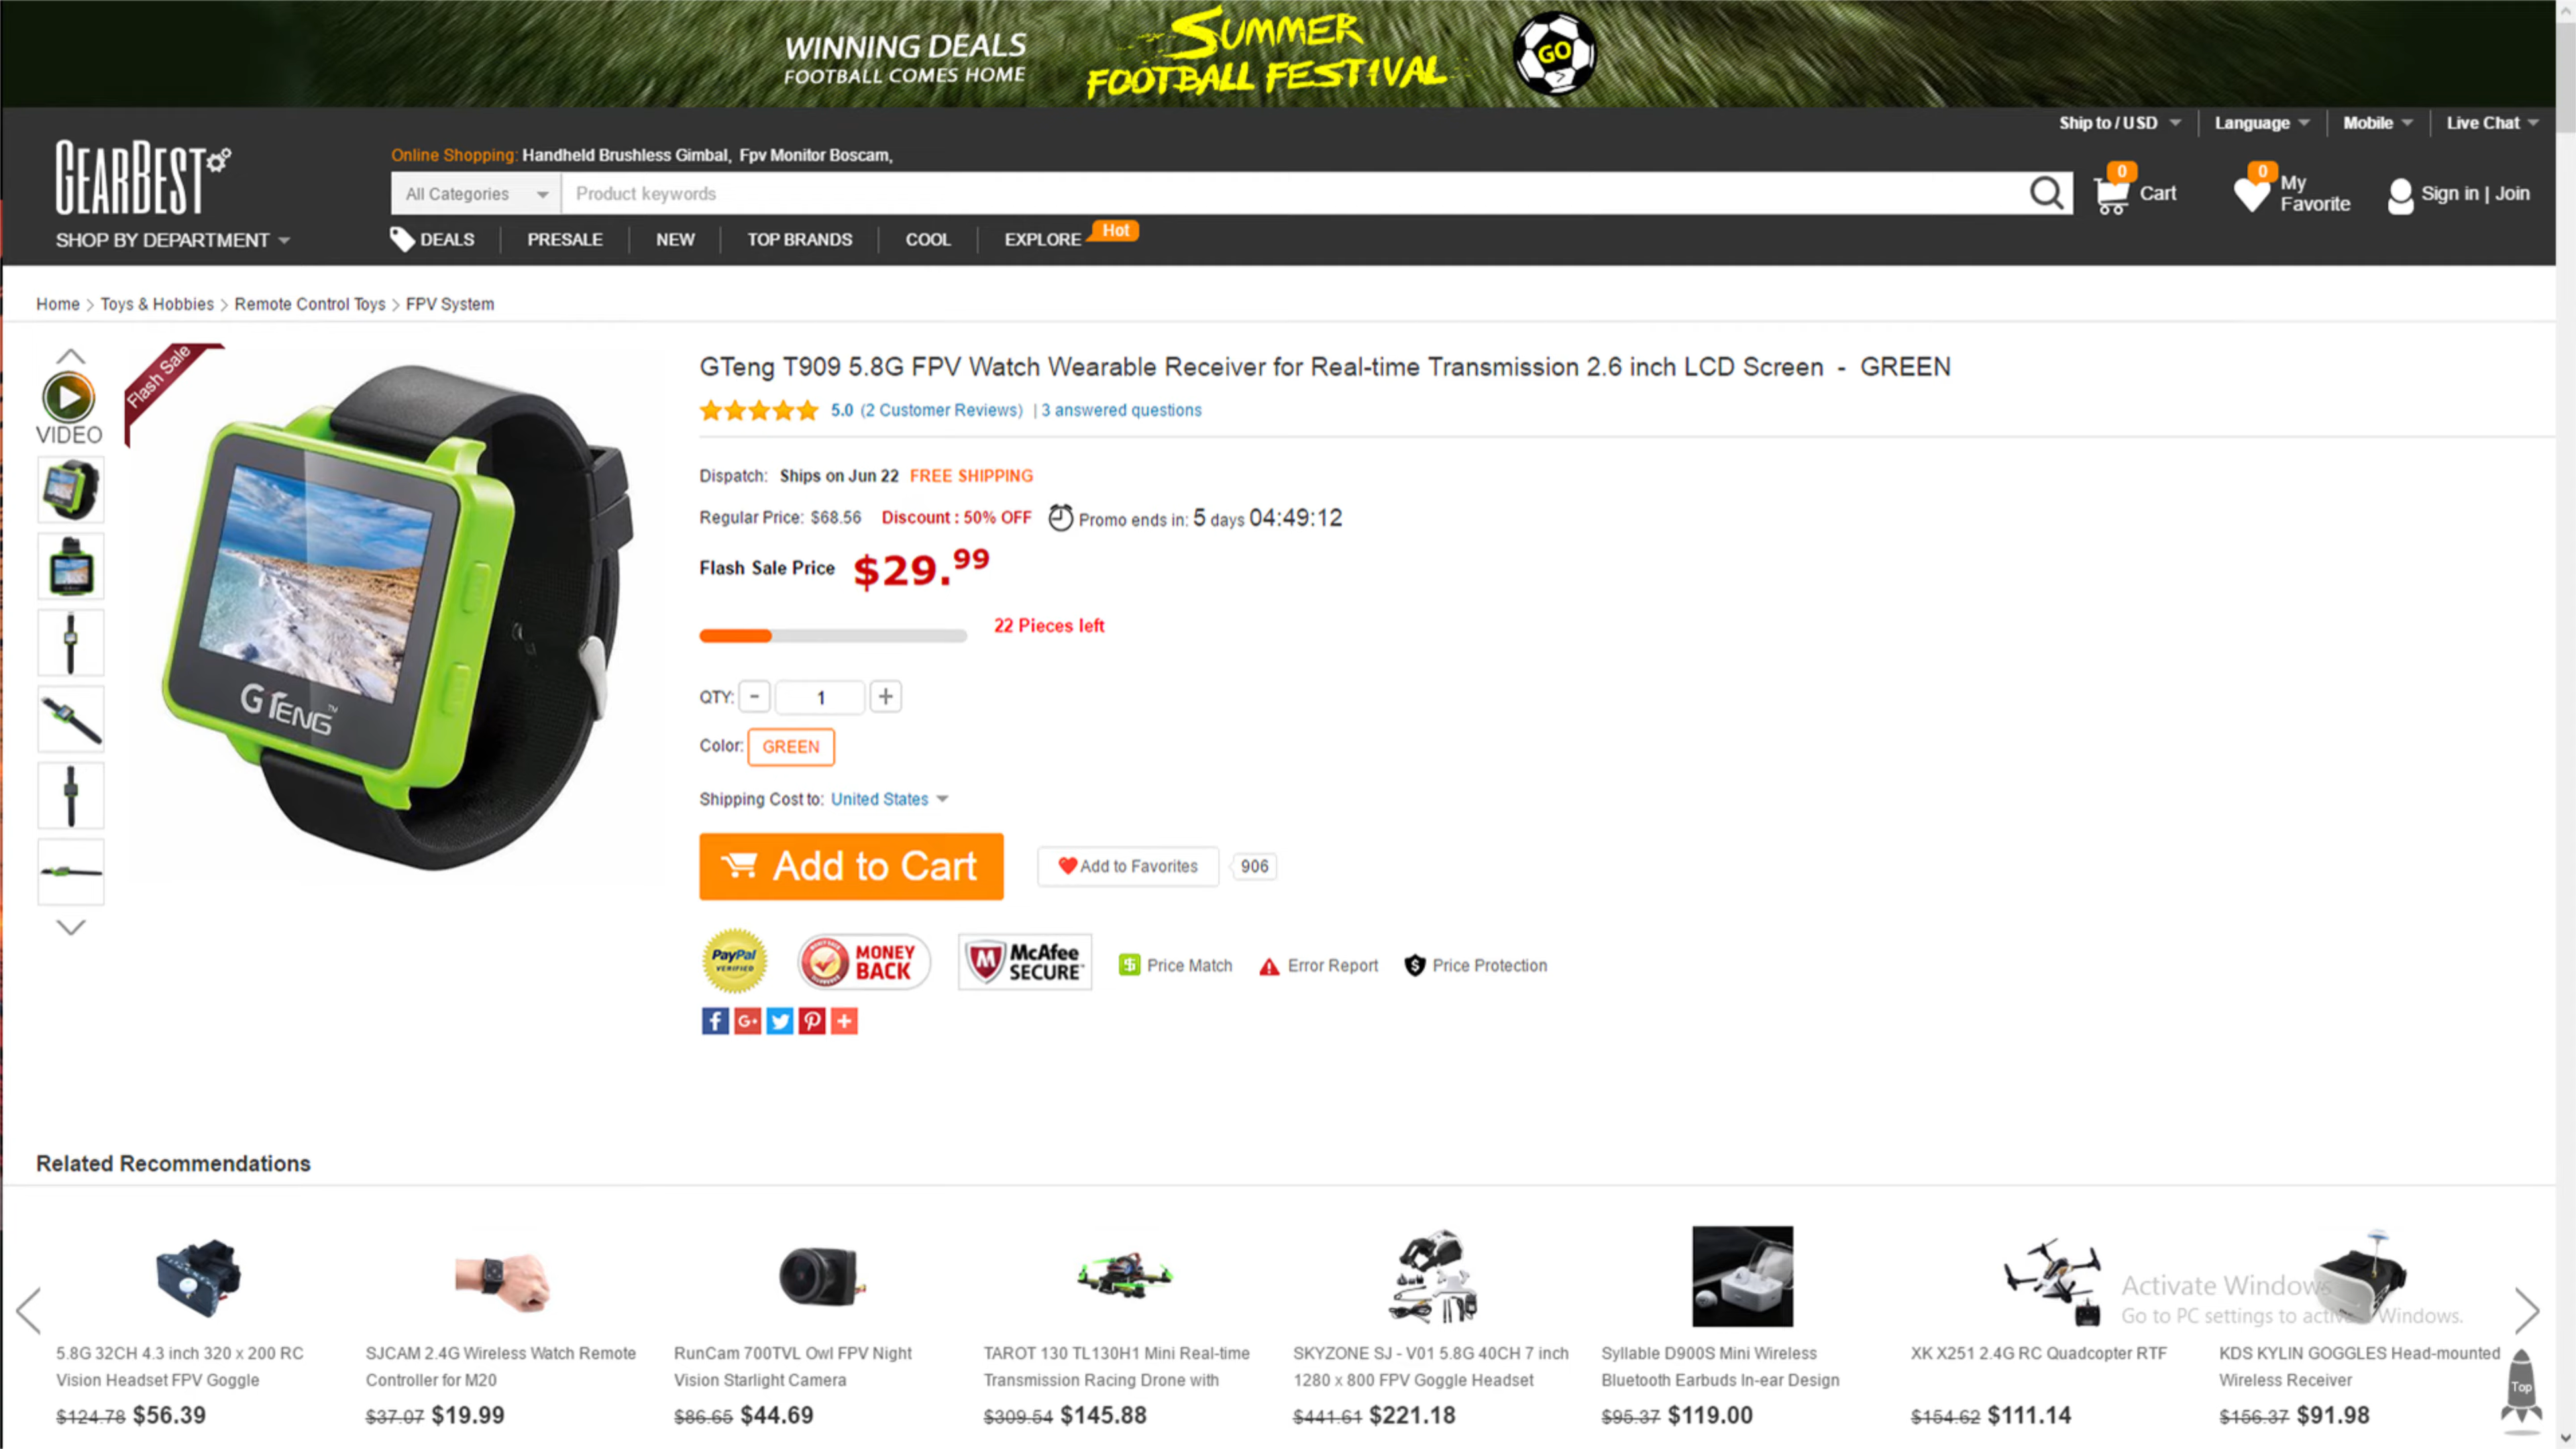 WINNING DEALS
FOOTBALL COMES HOME
SUMMER
FOOTBALL FESTIVAL
GO
Ship to / USD
Language
Mobile
Live Chat
GEARBEST
Online Shopping: Handheld Brushless Gimbal, Fpv Monitor Boscam,
All Categories
Product keywords
0
Cart
0
My
Favorite
Sign in | Join
SHOP BY DEPARTMENT
DEALS
PRESALE
NEW
TOP BRANDS
COOL
EXPLORE
Hot
Home > Toys & Hobbies > Remote Control Toys > FPV System
Flash Sale
VIDEO
GTENG™
GTeng T909 5.8G FPV Watch Wearable Receiver for Real-time Transmission 2.6 inch LCD Screen - GREEN
5.0 (2 Customer Reviews) | 3 answered questions
Dispatch: Ships on Jun 22 FREE SHIPPING
Regular Price: $68.56 Discount : 50% OFF Promo ends in: 5 days 04:49:12
Flash Sale Price $29.99
22 Pieces left
QTY: - 1 +
Color: GREEN
Shipping Cost to: United States
Add to Cart
Add to Favorites
906
PayPal
VERIFIED
MONEY
BACK
McAfee
SECURE™
Price Match
Error Report
Price Protection
Related Recommendations
5.8G 32CH 4.3 inch 320 x 200 RC
Vision Headset FPV Goggle
$124.78 $56.39
SJCAM 2.4G Wireless Watch Remote
Controller for M20
$37.07 $19.99
RunCam 700TVL Owl FPV Night
Vision Starlight Camera
$86.65 $44.69
TAROT 130 TL130H1 Mini Real-time
Transmission Racing Drone with
$309.54 $145.88
SKYZONE SJ - V01 5.8G 40CH 7 inch
1280 x 800 FPV Goggle Headset
$441.61 $221.18
Syllable D900S Mini Wireless
Bluetooth Earbuds In-ear Design
$95.37 $119.00
XK X251 2.4G RC Quadcopter RTF
$154.62 $111.14
KDS KYLIN GOGGLES Head-mounted
Wireless Receiver
$156.37 $91.98
Activate Windows
Go to PC settings to activate Windows.
Top